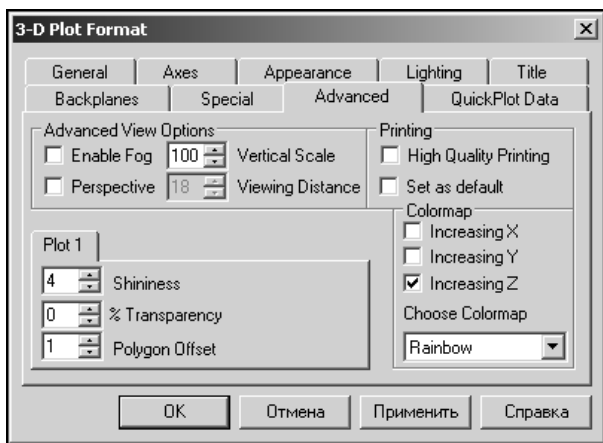 3-D Plot Format
General Axes Appearance Lighting Title
Backplanes Special Advanced QuickPlot Data
Advanced View Options
Enable Fog 100 Vertical Scale
Perspective 18 Viewing Distance
Printing
High Quality Printing
Set as default
Plot 1
4 Shininess
0 % Transparency
1 Polygon Offset
Colormap
Increasing X
Increasing Y
Increasing Z
Choose Colormap
Rainbow
OK Отмена Применить Справка